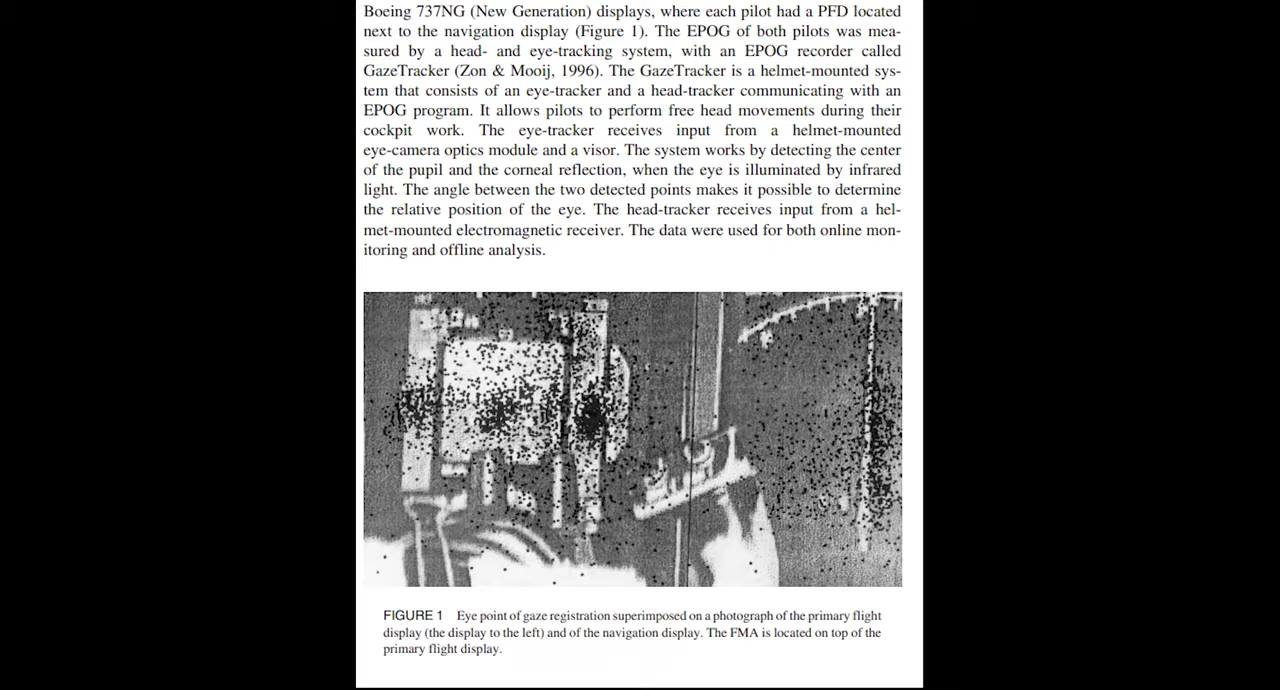 Boeing 737NG (New Generation) displays, where each pilot had a PFD located
next to the navigation display (Figure 1). The EPOG of both pilots was mea-
sured by a head- and eye-tracking system, with an EPOG recorder called
GazeTracker (Zon & Mooij, 1996). The GazeTracker is a helmet-mounted sys-
tem that consists of an eye-tracker and a head-tracker communicating with an
EPOG program. It allows pilots to perform free head movements during their
cockpit work. The eye-tracker receives input from a helmet-mounted
eye-camera optics module and a visor. The system works by detecting the center
of the pupil and the corneal reflection, when the eye is illuminated by infrared
light. The angle between the two detected points makes it possible to determine
the relative position of the eye. The head-tracker receives input from a hel-
met-mounted electromagnetic receiver. The data were used for both online mon-
itoring and offline analysis.
FIGURE 1 Eye point of gaze registration superimposed on a photograph of the primary flight
display (the display to the left) and of the navigation display. The FMA is located on top of the
primary flight display.